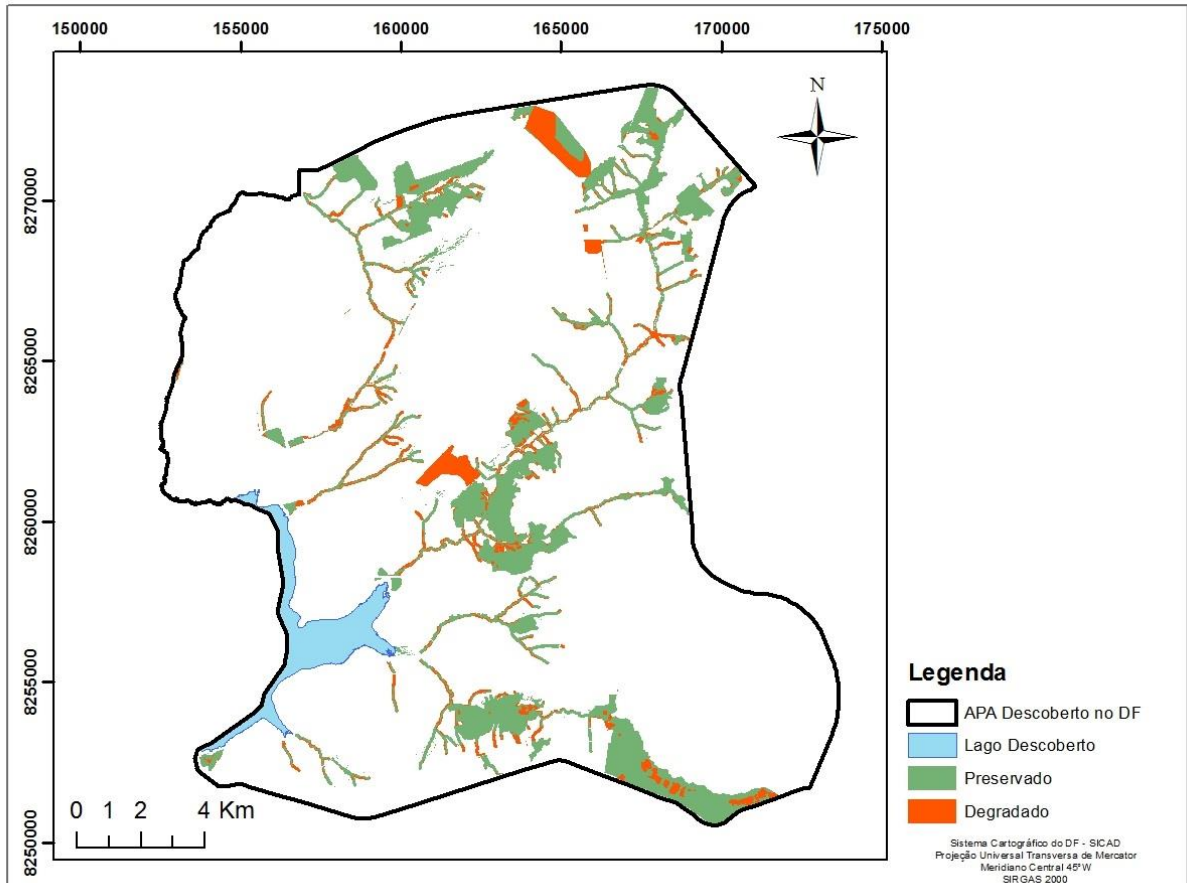 150000 155000 160000 165000 170000 175000
N
8270000
8265000
8260000
8255000
8250000
0 1 2 4 Km
Legenda
APA Descoberto no DF
Lago Descoberto
Preservado
Degradado
Sistema Cartográfico do DF - SICAD
Projeção Universal Transversa de Mercator
Meridiano Central 45°W
SIRGAS 2000